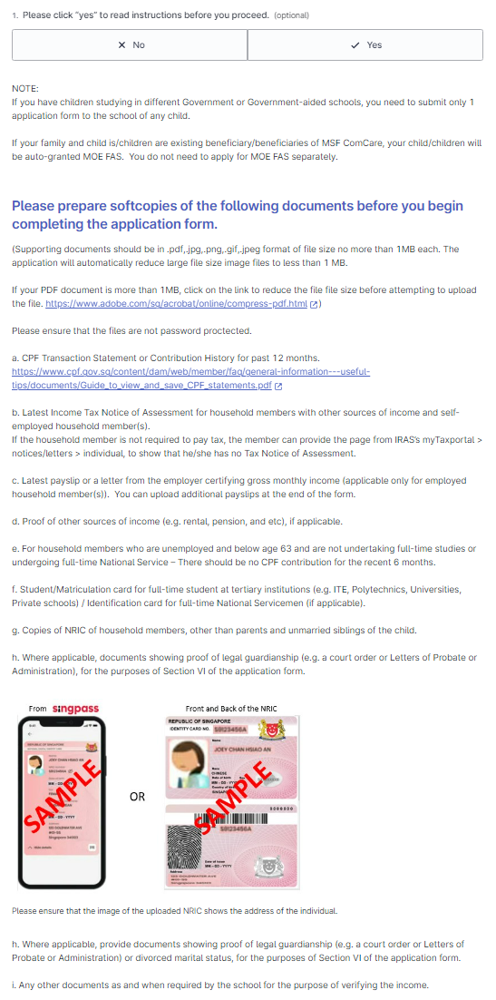 1. Please click "yes" to read instructions before you proceed. (optional)
No
Yes
NOTE:
If you have children studying in different Government or Government-aided schools, you need to submit only 1
application form to the school of any child.
If your family and child is/children are existing beneficiary/beneficiaries of MSF ComCare, your child/children will
be auto-granted MOE FAS. You do not need to apply for MOE FAS separately.
Please prepare softcopies of the following documents before you begin
completing the application form.
(Supporting documents should be in .pdf,.jpg,.png,.gif,.jpeg format of file size no more than 1MB each. The
application will automatically reduce large file size image files to less than 1 MB.
If your PDF document is more than 1MB, click on the link to reduce the file file size before attempting to upload
the file. https://www.adobe.com/sg/acrobat/online/compress-pdf.html)
Please ensure that the files are not password proctected.
a. CPF Transaction Statement or Contribution History for past 12 months.
https://www.cpf.gov.sg/content/dam/web/member/faq/general-information---useful-
tips/documents/Guide_to_view_and_save_CPF_statements.pdf
b. Latest Income Tax Notice of Assessment for household members with other sources of income and self-
employed household member(s).
If the household member is not required to pay tax, the member can provide the page from IRAS's myTaxportal >
notices/letters > individual, to show that he/she has no Tax Notice of Assessment.
c. Latest payslip or a letter from the employer certifying gross monthly income (applicable only for employed
household member(s)). You can upload additional payslips at the end of the form.
d. Proof of other sources of income (e.g. rental, pension, and etc), if applicable.
e. For household members who are unemployed and below age 63 and are not undertaking full-time studies or
undergoing full-time National Service – There should be no CPF contribution for the recent 6 months.
f. Student/Matriculation card for full-time student at tertiary institutions (e.g. ITE, Polytechnics, Universities,
Private schools) / Identification card for full-time National Servicemen (if applicable).
g. Copies of NRIC of household members, other than parents and unmarried siblings of the child.
h. Where applicable, documents showing proof of legal guardianship (e.g. a court order or Letters of Probate or
Administration), for the purposes of Section VI of the application form.
From singpass
REPUBLIC OF SINGAPORE
JOEY CHAN HSIAO AN
MM - DD - YYYY
SAMPLE
OR
Front and Back of the NRIC
REPUBLIC OF SINGAPORE
IDENTITY CARD NO. S0123456A
Name
JOEY CHAN HSIAO AN
Race
CHINESE
Date of birth
SAMPLE
S0123456A
Date of issue
MM - DD - YYYY
Address
Please ensure that the image of the uploaded NRIC shows the address of the individual.
h. Where applicable, provide documents showing proof of legal guardianship (e.g. a court order or Letters of
Probate or Administration) or divorced marital status, for the purposes of Section VI of the application form.
i. Any other documents as and when required by the school for the purpose of verifying the income.